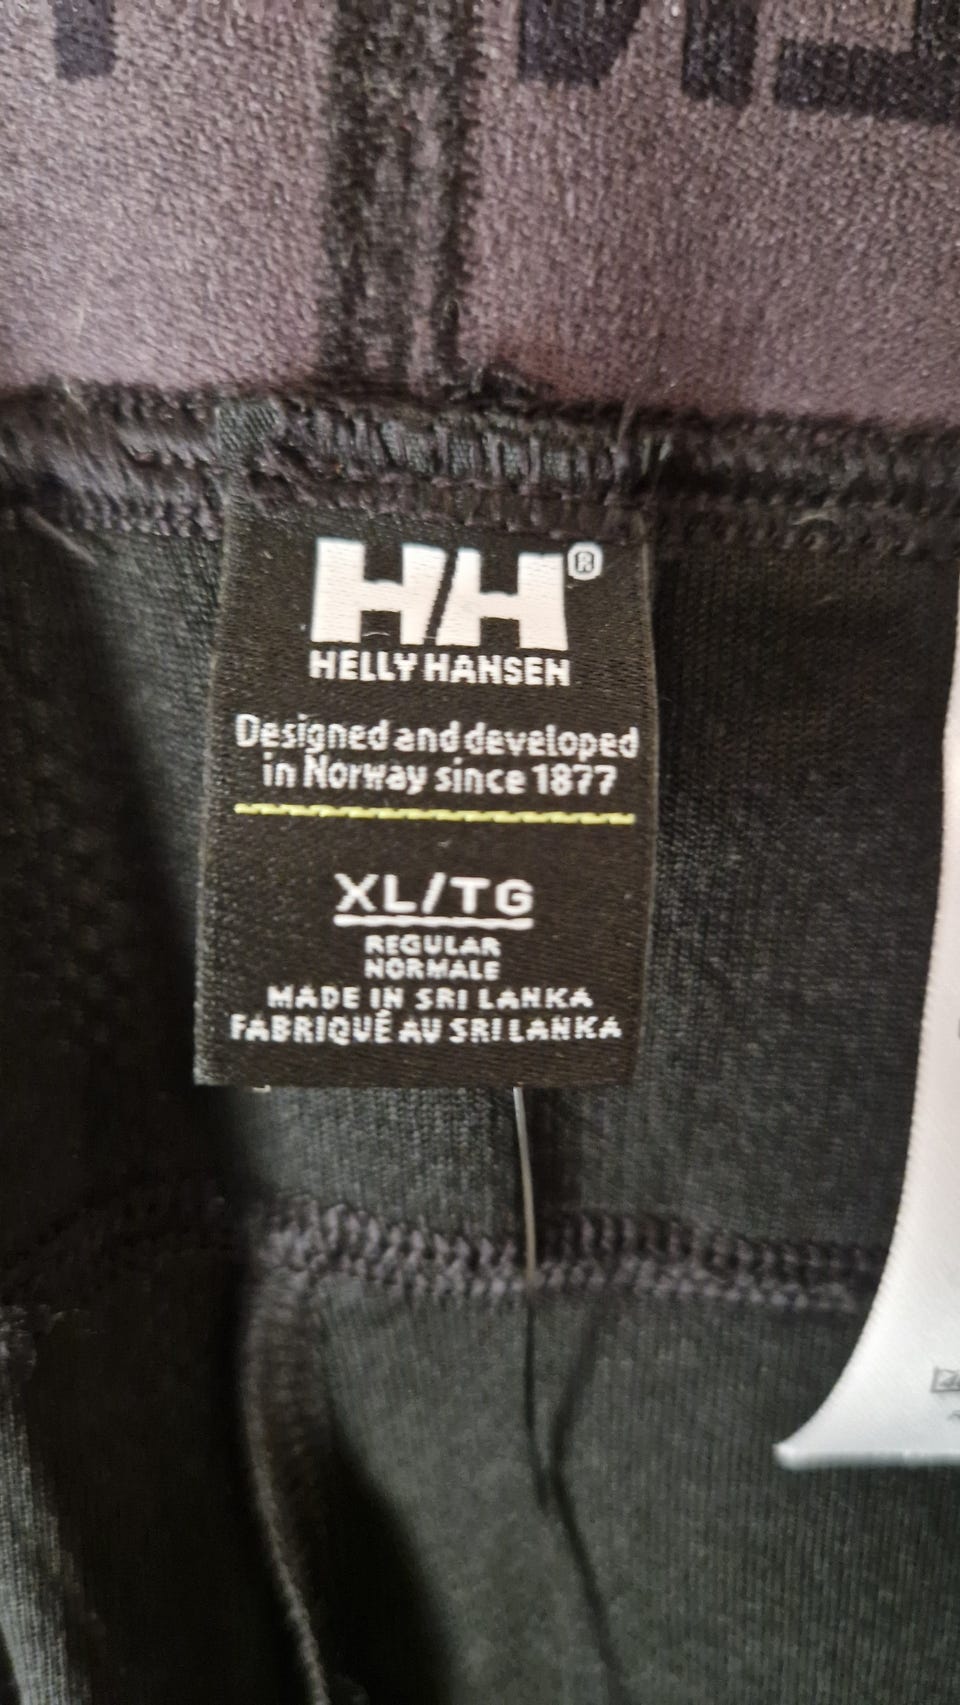 HH®
HELLY HANSEN
Designed and developed
in Norway since 1877
XL/TG
REGULAR
NORMALE
MADE IN SRI LANKA
FABRIQUÉ AU SRI LANKA